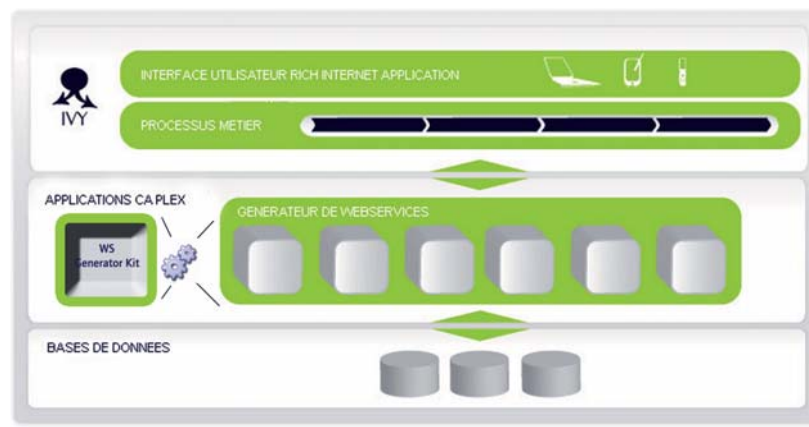 INTERFACE UTILISATEUR RICH INTERNET APPLICATION
IVY
PROCESSUS METIER
APPLICATIONS CA PLEX
GENERATEUR DE WEBSERVICES
WS
Generator Kit
BASES DE DONNEES